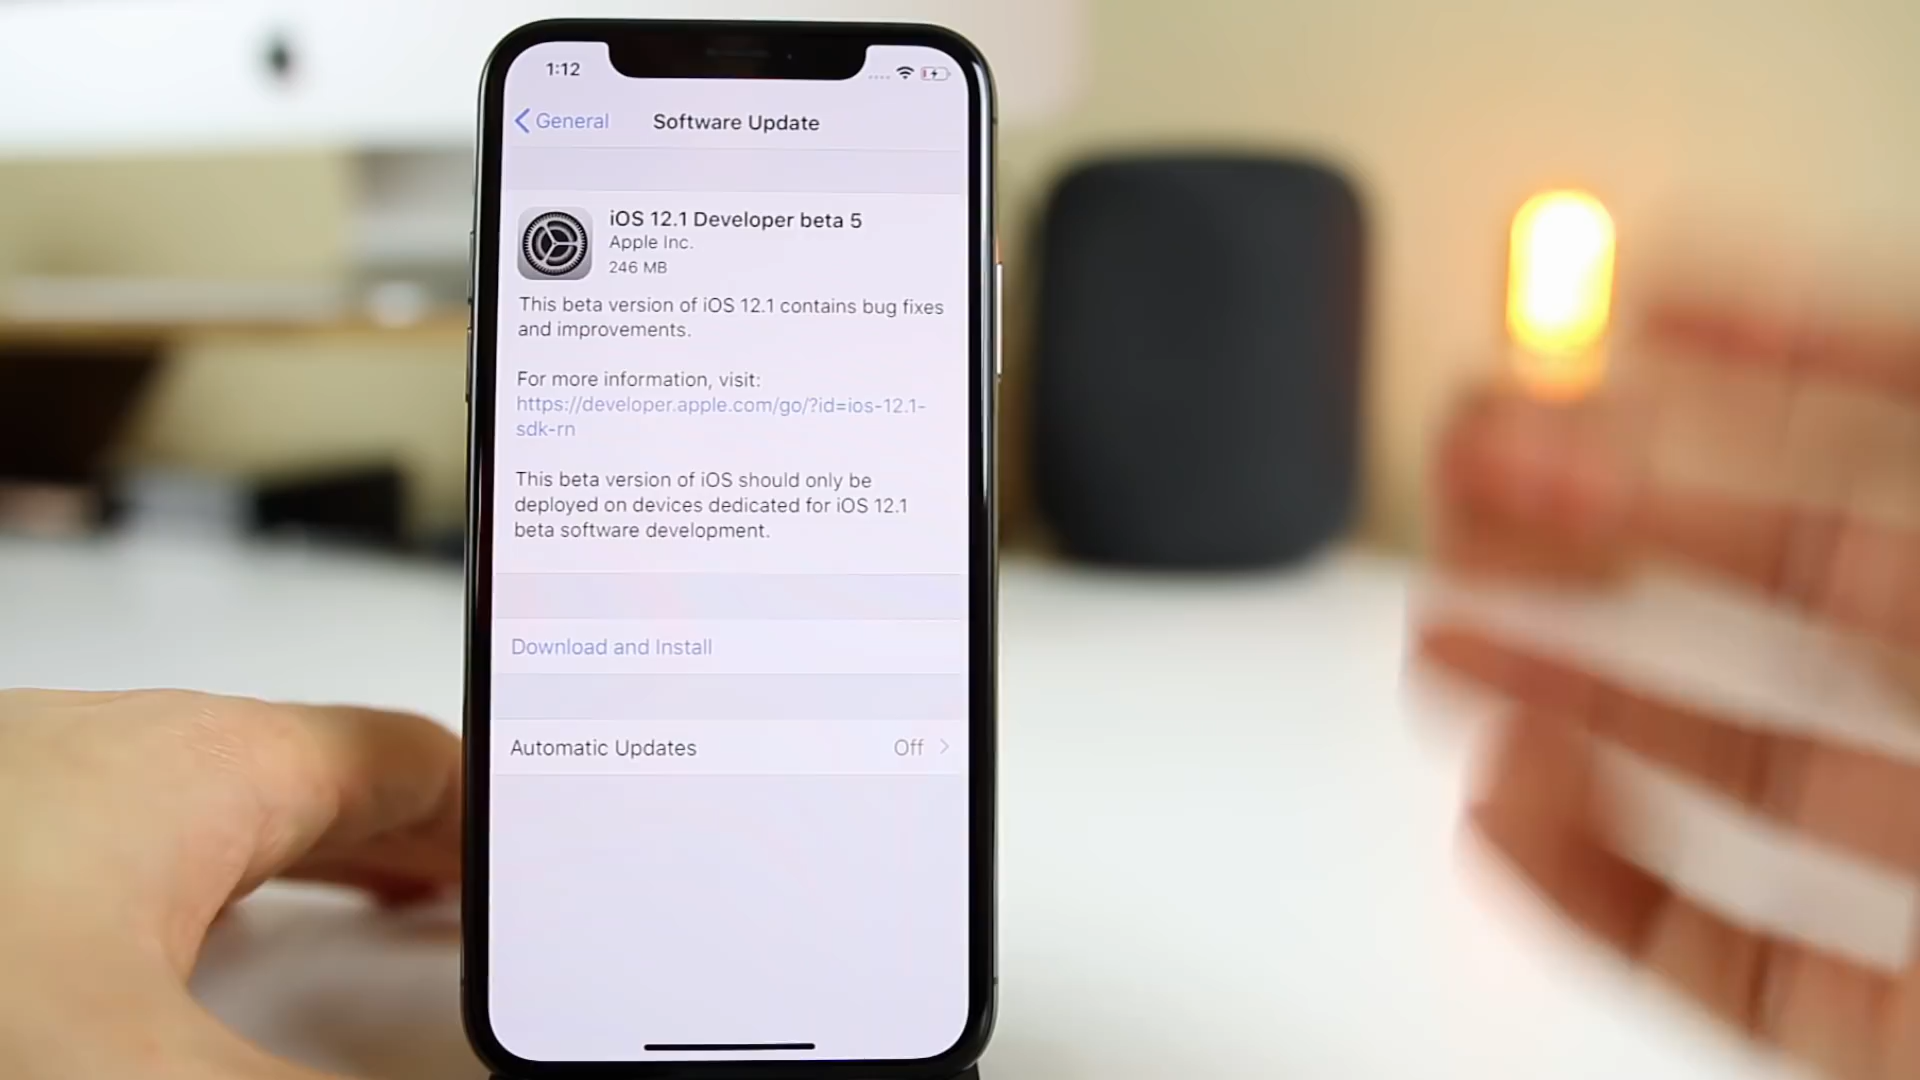 1:12
General
Software Update
iOS 12.1 Developer beta 5
Apple Inc.
246 MB
This beta version of iOS 12.1 contains bug fixes
and improvements.
For more information, visit:
https://developer.apple.com/go/?id=ios-12.1-
sdk-rn
This beta version of iOS should only be
deployed on devices dedicated for iOS 12.1
beta software development.
Download and Install
Automatic Updates Off